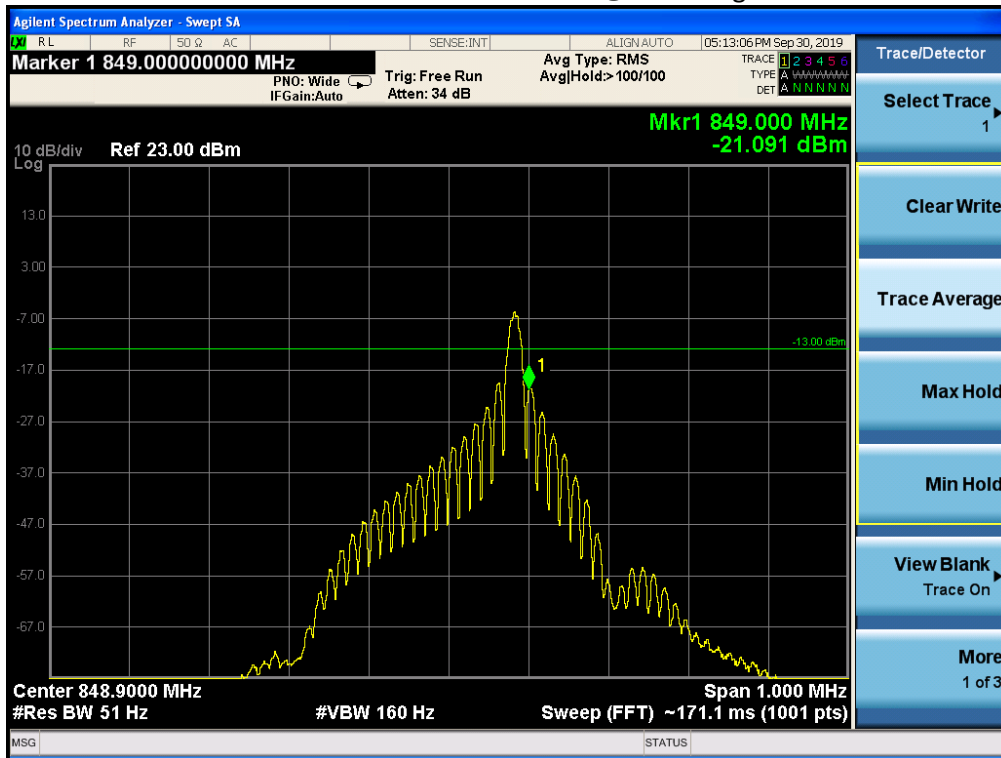 Agilent Spectrum Analyzer - Swept SA
LXI RL RF 50 Ω AC SENSE:INT ALIGNAUTO 05:13:06 PM Sep 30, 2019
Marker 1 849.000000000 MHz
PNO: Wide
IFGain:Auto
Trig: Free Run
Atten: 34 dB
Avg Type: RMS
Avg|Hold:>100/100
TRACE 1 2 3 4 5 6
TYPE A WWWWW
DET A N N N N N
Mkr1 849.000 MHz
-21.091 dBm
10 dB/div Ref 23.00 dBm
Log
13.0
3.00
-7.00
-13.00 dBm
-17.0
1
-27.0
-37.0
-47.0
-57.0
-67.0
Center 848.9000 MHz
Span 1.000 MHz
#Res BW 51 Hz
#VBW 160 Hz
Sweep (FFT) ~171.1 ms (1001 pts)
MSG
STATUS
Trace/Detector
Select Trace
1
Clear Write
Trace Average
Max Hold
Min Hold
View Blank
Trace On
More
1 of 3